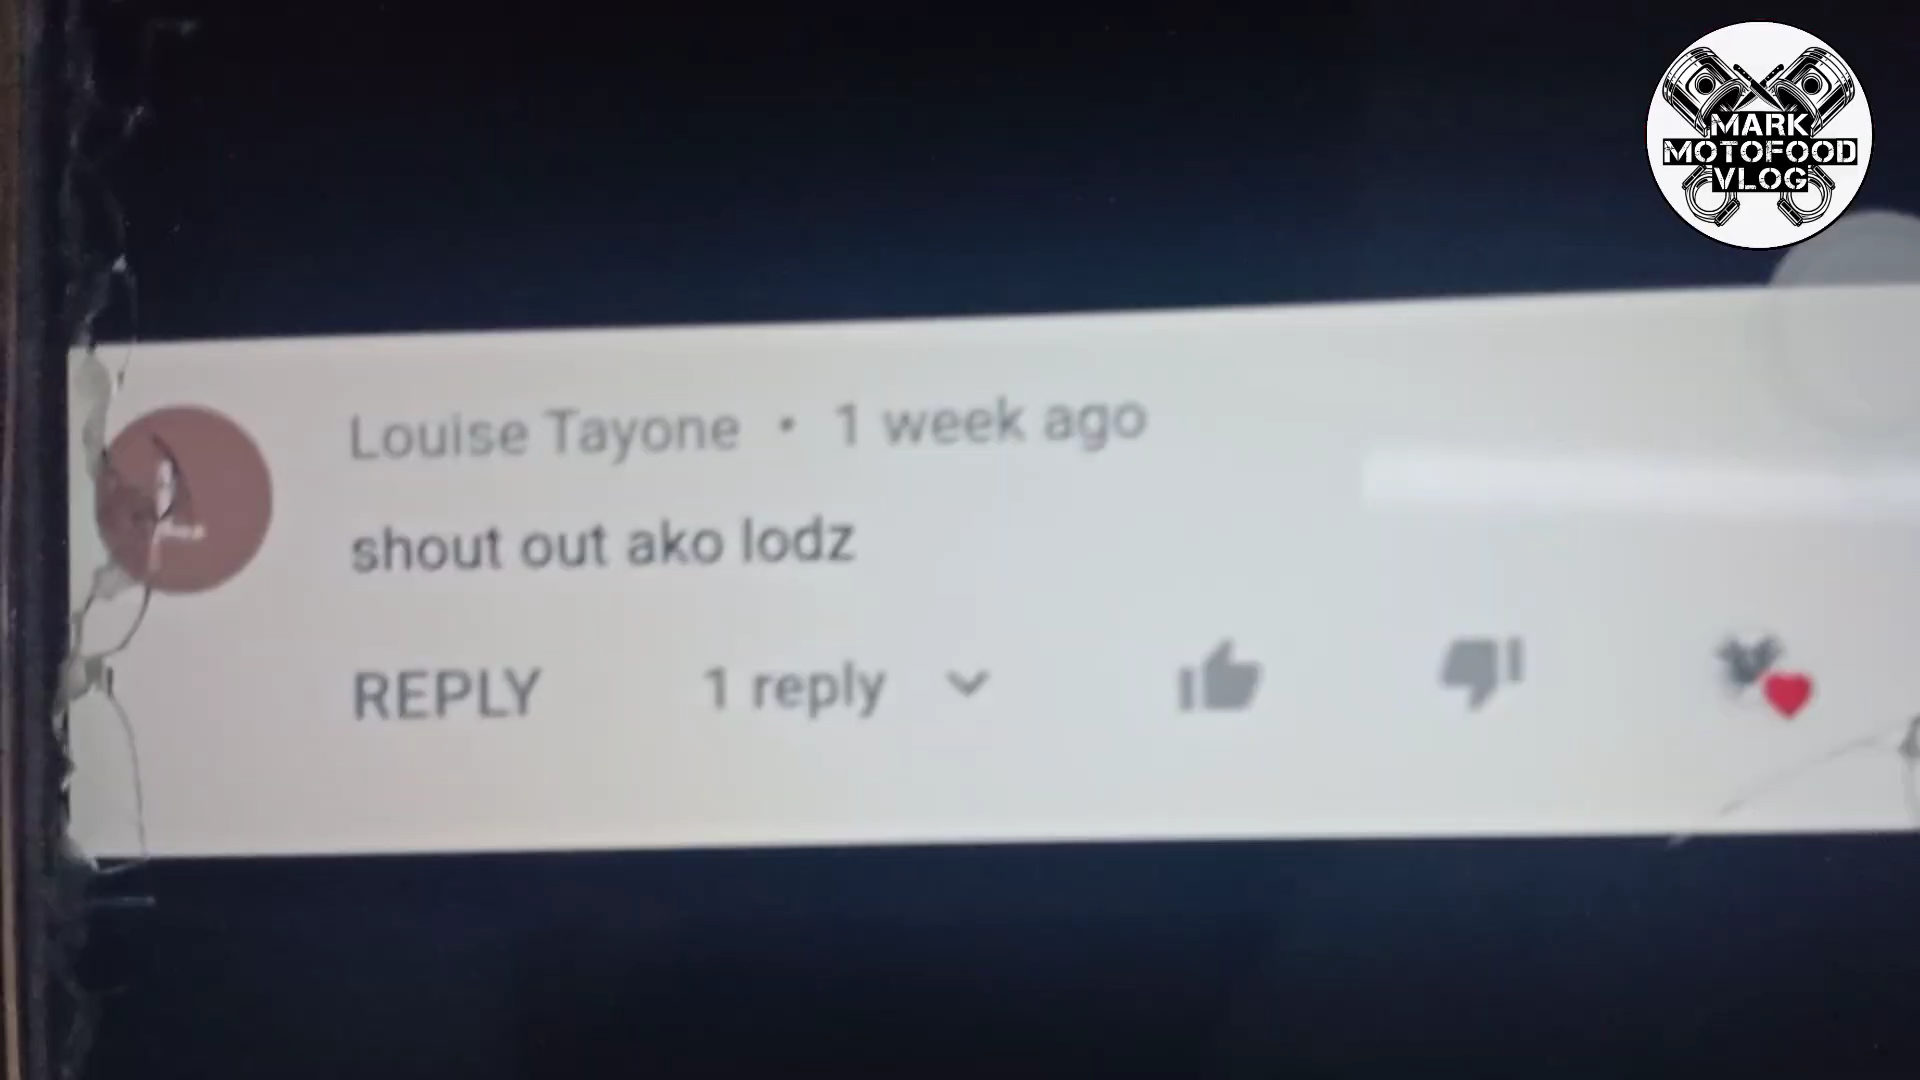 MARK
MOTOFOOD
VLOG
Louise Tayone • 1 week ago
L
shout out ako lodz
REPLY 1 reply